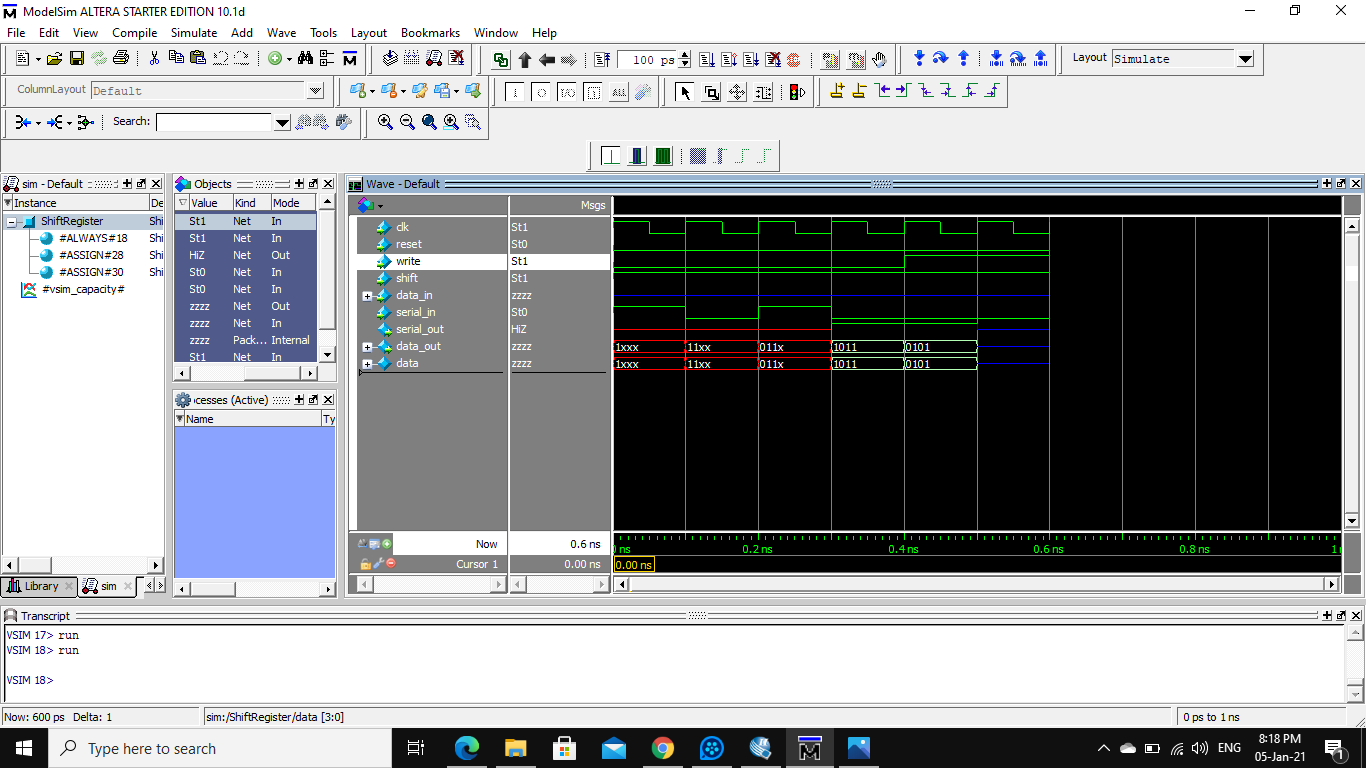 ModelSim ALTERA STARTER EDITION 10.1d
File Edit View Compile Simulate Add Wave Tools Layout Bookmarks Window Help
100 ps
Layout Simulate
ColumnLayout Default
ALL
Search:
sim - Default
Instance De
ShiftRegister Shi
#ALWAYS#18 Shi
#ASSIGN#28 Shi
#ASSIGN#30 Shi
#vsim_capacity#
Library sim
Objects
Value Kind Mode
St1 Net In
St1 Net In
HiZ Net Out
St0 Net In
St0 Net In
zzzz Net Out
zzzz Net In
zzzz Pack... Internal
St1 Net In
:cesses (Active)
Name Ty
Wave - Default
Msgs
clk St1
reset St0
write St1
shift St1
data_in zzzz
serial_in St0
serial_out HiZ
data_out zzzz 1xxx 11xx 011x 1011 0101
data zzzz 1xxx 11xx 011x 1011 0101
Now 0.6 ns ns 0.2 ns 0.4 ns 0.6 ns 0.8 ns 1
Cursor 1 0.00 ns 0.00 ns
Transcript
VSIM 17> run
VSIM 18> run
VSIM 18>
Now: 600 ps Delta: 1 sim:/ShiftRegister/data [3:0] 0 ps to 1 ns
Type here to search
ENG
8:18 PM
05-Jan-21
1